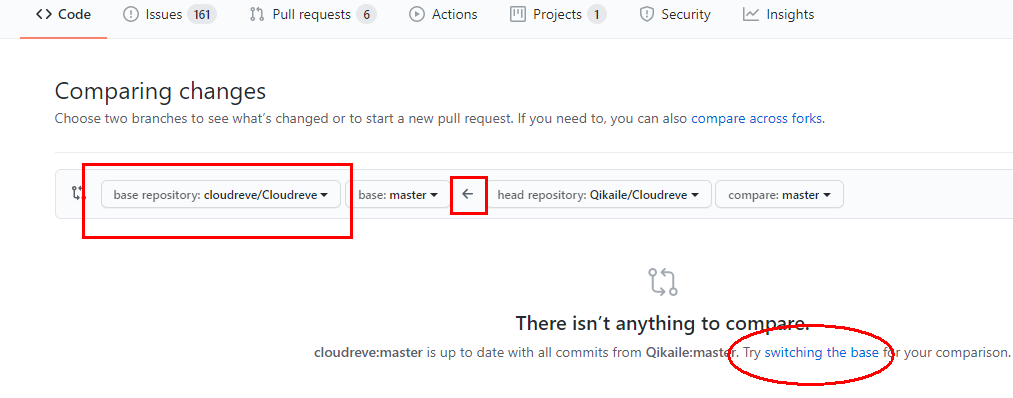 Code Issues 161 Pull requests 6 Actions Projects 1 Security Insights
Comparing changes
Choose two branches to see what's changed or to start a new pull request. If you need to, you can also compare across forks.
base repository: cloudreve/Cloudreve base: master head repository: Qikaile/Cloudreve compare: master
There isn't anything to compare.
cloudreve:master is up to date with all commits from Qikaile:master. Try switching the base for your comparison.